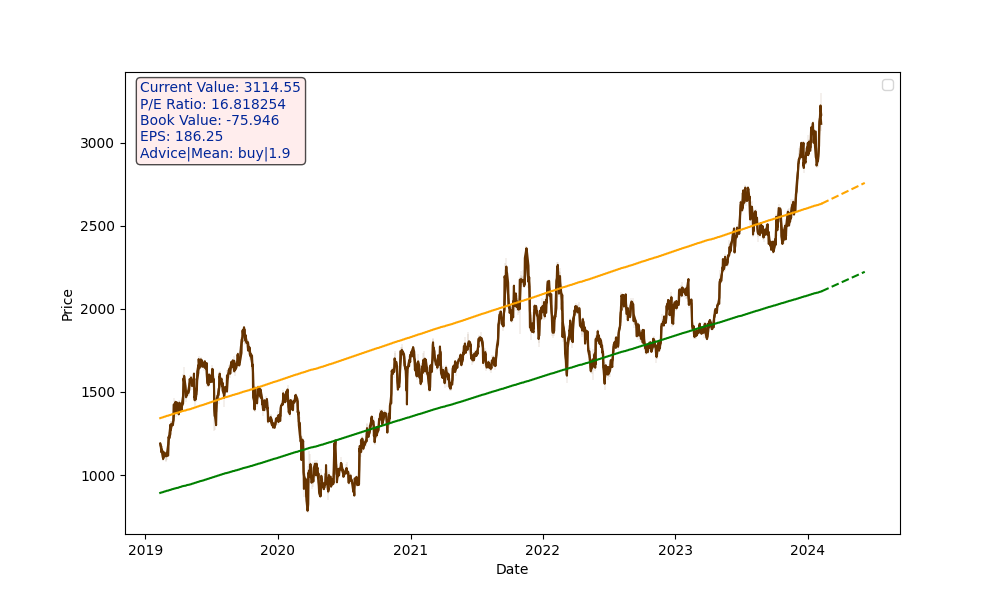 Current Value: 3114.55
P/E Ratio: 16.818254
Book Value: -75.946
EPS: 186.25
Advice|Mean: buy|1.9
3000
2500
2000
1500
1000
Price
2019 2020 2021 2022 2023 2024
Date